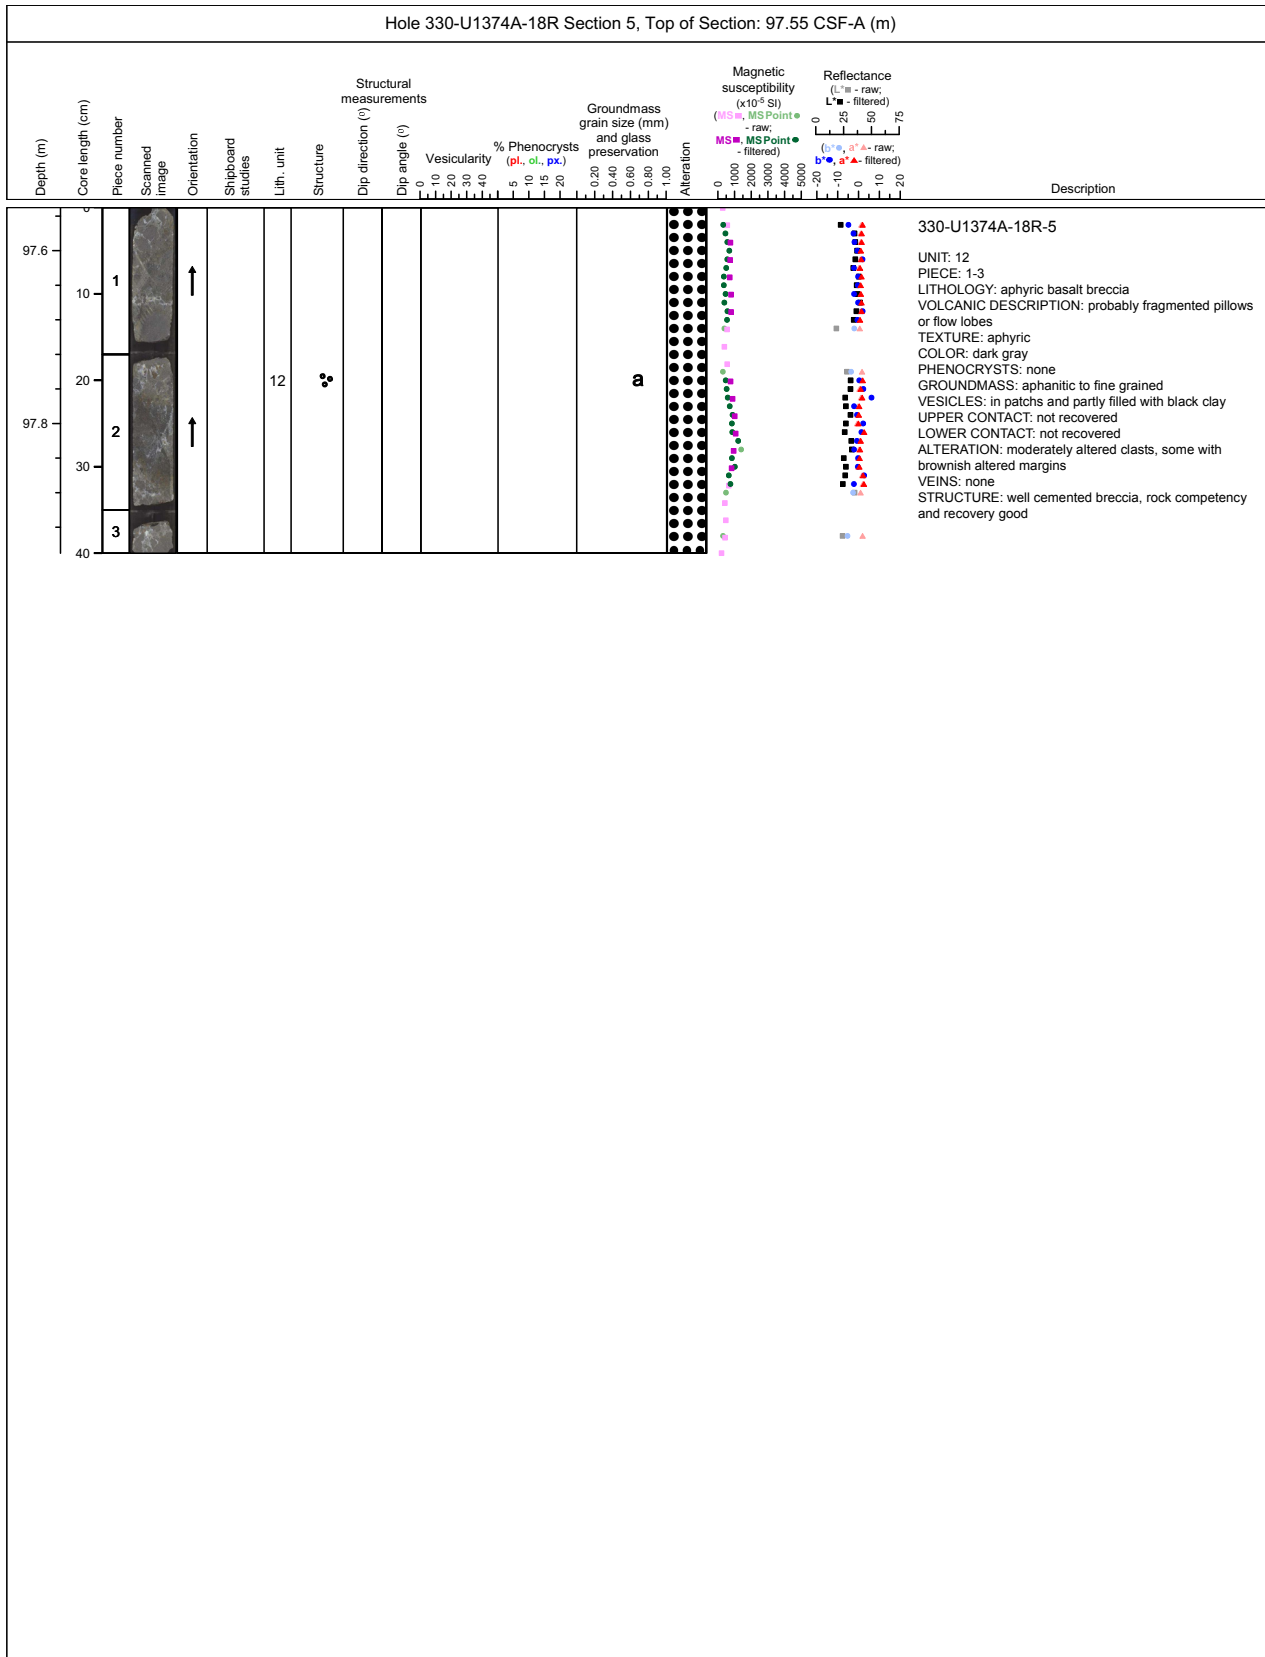 Hole 330-U1374A-18R Section 5, Top of Section: 97.55 CSF-A (m)
Depth (m)
Core length (cm)
Piece number
Scanned
image
Orientation
Shipboard
studies
Lith. unit
Structure
Structural
measurements
Dip direction (º)
Dip angle (º)
Vesicularity
0 10 20 30 40
% Phenocrysts
(pl., ol., px.)
5 10 15 20
Groundmass
grain size (mm)
and glass
preservation
0.20 0.40 0.60 0.80 1.00
Alteration
Magnetic
susceptibility
(x10⁻⁵ SI)
(MS■, MSPoint●
- raw;
MS■, MSPoint●
- filtered)
0 1000 2000 3000 4000 5000
Reflectance
(L*■ - raw;
L*■ - filtered)
0 25 50 75
(b*●, a*▲- raw;
b*●, a*▲- filtered)
-20 -10 0 10 20
Description
97.6
97.8
0
10
20
30
40
1
2
3
12
a
330-U1374A-18R-5
UNIT: 12
PIECE: 1-3
LITHOLOGY: aphyric basalt breccia
VOLCANIC DESCRIPTION: probably fragmented pillows
or flow lobes
TEXTURE: aphyric
COLOR: dark gray
PHENOCRYSTS: none
GROUNDMASS: aphanitic to fine grained
VESICLES: in patchs and partly filled with black clay
UPPER CONTACT: not recovered
LOWER CONTACT: not recovered
ALTERATION: moderately altered clasts, some with
brownish altered margins
VEINS: none
STRUCTURE: well cemented breccia, rock competency
and recovery good